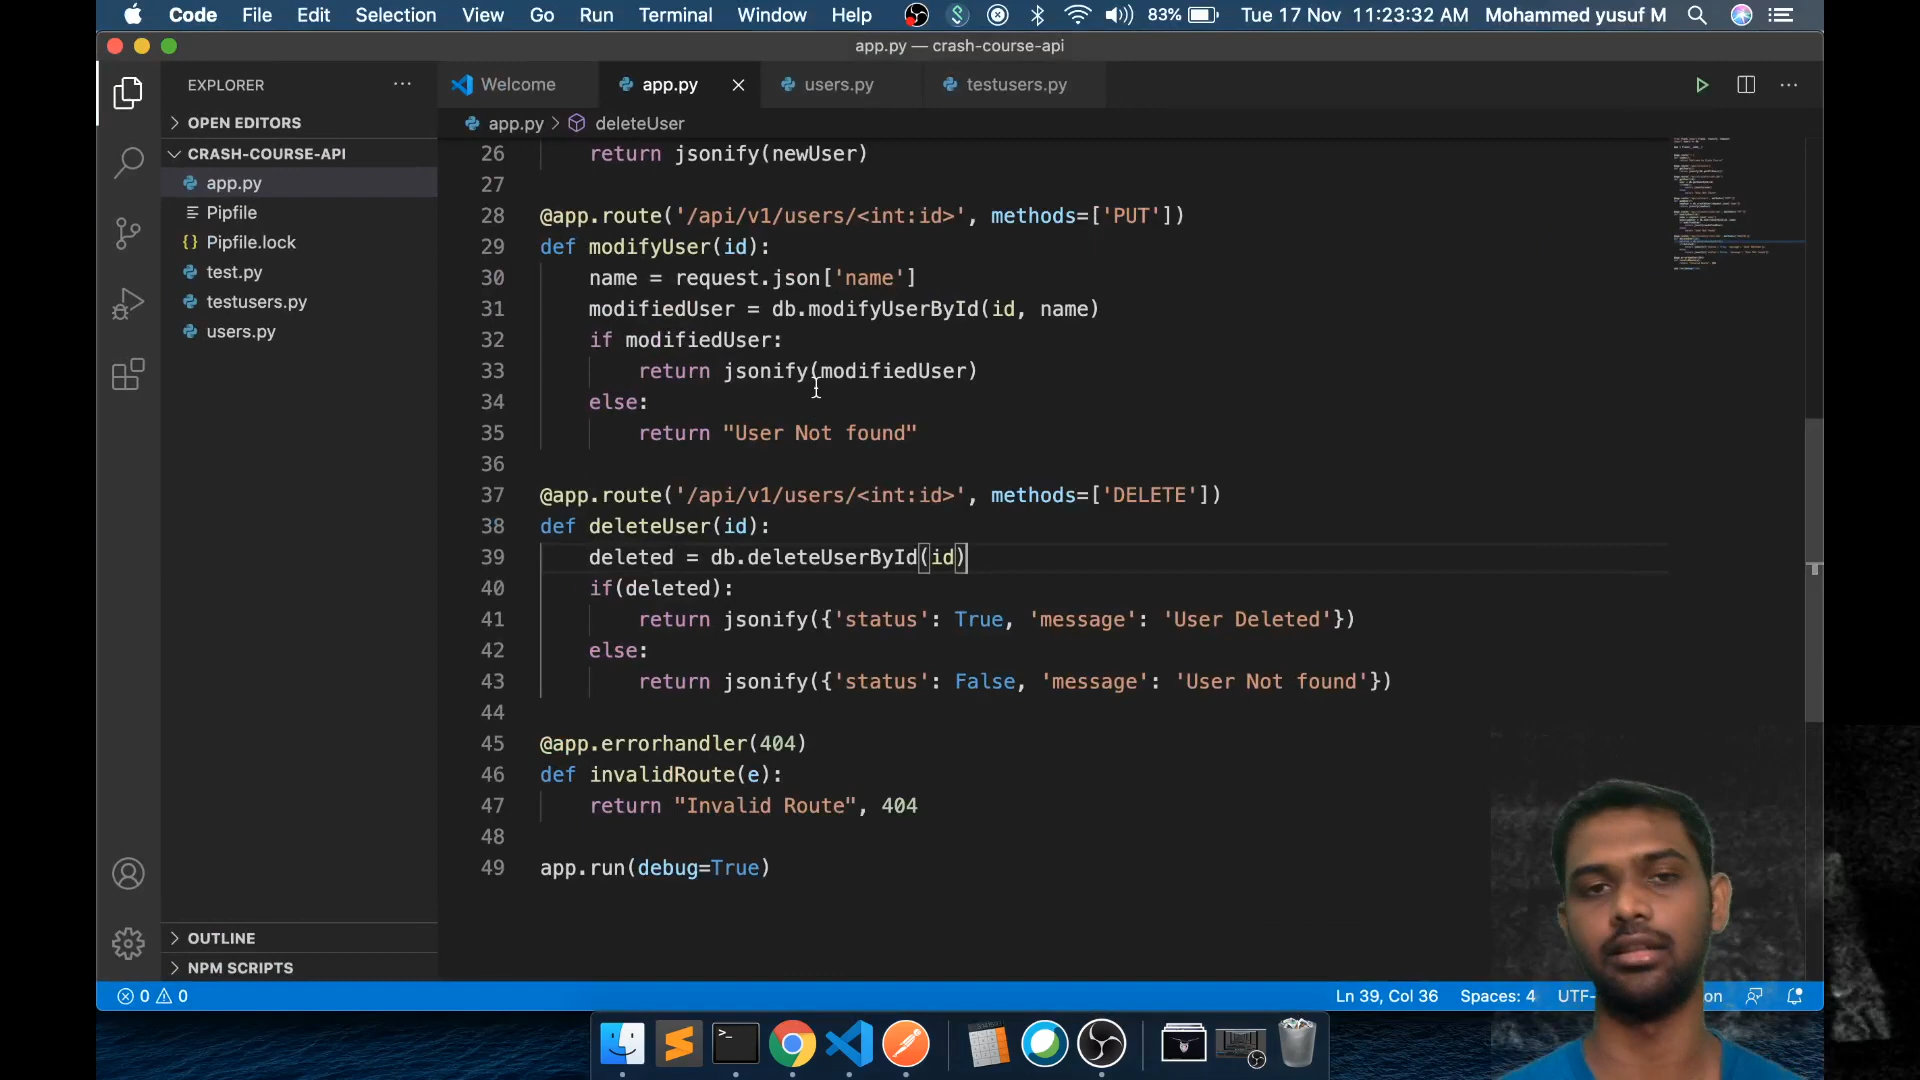 Code File Edit Selection View Go Run Terminal Window Help 83% Tue 17 Nov 11:23:32 AM Mohammed yusuf M
app.py — crash-course-api
EXPLORER
Welcome
app.py
users.py
testusers.py
OPEN EDITORS
app.py > deleteUser
CRASH-COURSE-API
app.py
Pipfile
Pipfile.lock
test.py
testusers.py
users.py
OUTLINE
NPM SCRIPTS
26 return jsonify(newUser)
27
28 @app.route('/api/v1/users/<int:id>', methods=['PUT'])
29 def modifyUser(id):
30 name = request.json['name']
31 modifiedUser = db.modifyUserById(id, name)
32 if modifiedUser:
33 return jsonify(modifiedUser)
34 else:
35 return "User Not found"
36
37 @app.route('/api/v1/users/<int:id>', methods=['DELETE'])
38 def deleteUser(id):
39 deleted = db.deleteUserById(id)
40 if(deleted):
41 return jsonify({'status': True, 'message': 'User Deleted'})
42 else:
43 return jsonify({'status': False, 'message': 'User Not found'})
44
45 @app.errorhandler(404)
46 def invalidRoute(e):
47 return "Invalid Route", 404
48
49 app.run(debug=True)
0 0 Ln 39, Col 36 Spaces: 4 UTF- on